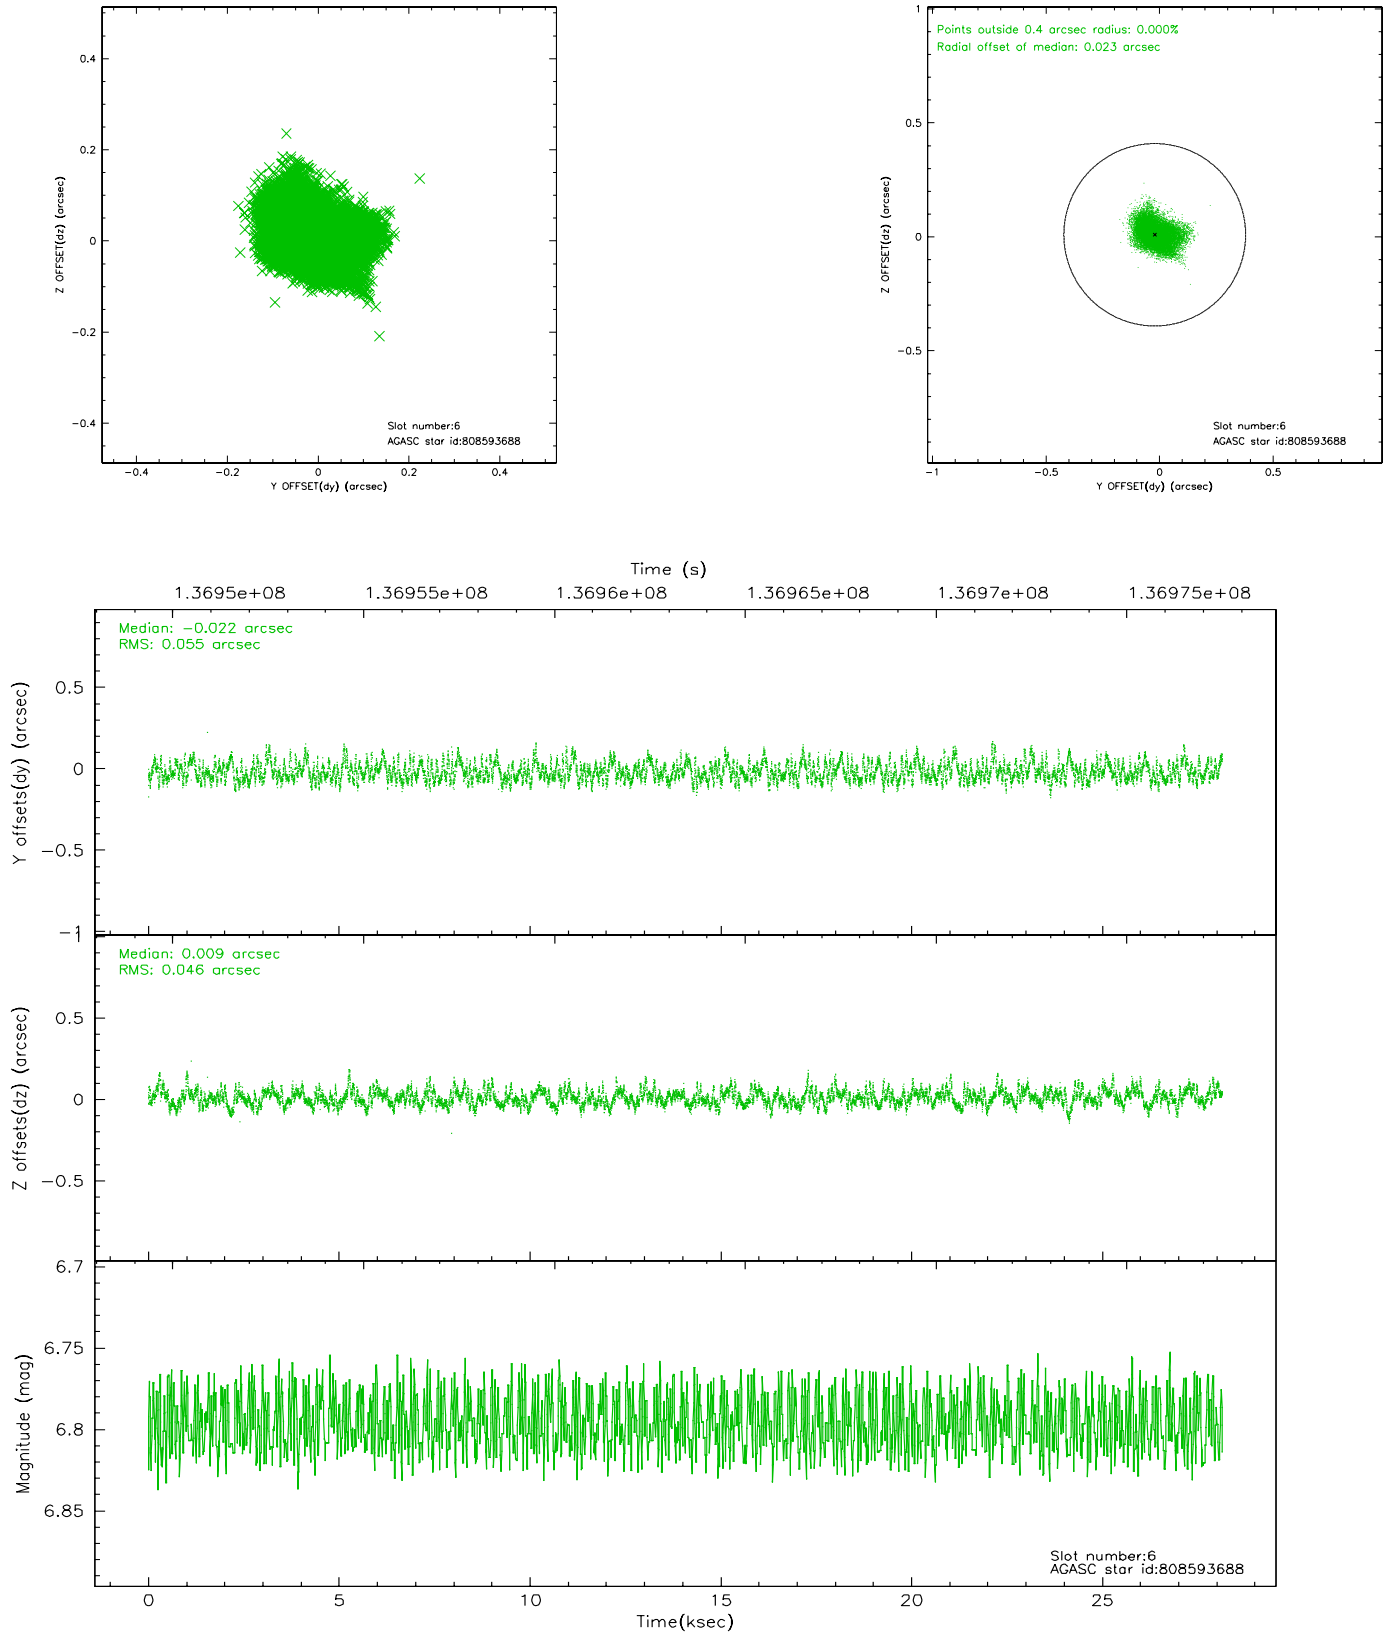 0.4
0.2
0
-0.2
-0.4
Z OFFSET(dz) (arcsec)
Slot number:6
AGASC star id:808593688
-0.4 -0.2 0 0.2 0.4
Y OFFSET(dy) (arcsec)
Points outside 0.4 arcsec radius: 0.000%
Radial offset of median: 0.023 arcsec
1
0.5
0
-0.5
Z OFFSET(dz) (arcsec)
Slot number:6
AGASC star id:808593688
-1 -0.5 0 0.5
Y OFFSET(dy) (arcsec)
Time (s)
1.3695e+08 1.36955e+08 1.3696e+08 1.36965e+08 1.3697e+08 1.36975e+08
Median: -0.022 arcsec
RMS: 0.055 arcsec
0.5
0
-0.5
-1
Y offsets(dy) (arcsec)
1
Median: 0.009 arcsec
RMS: 0.046 arcsec
0.5
0
-0.5
Z offsets(dz) (arcsec)
6.7
6.75
6.8
6.85
Magnitude (mag)
Slot number:6
AGASC star id:808593688
0 5 10 15 20 25
Time(ksec)